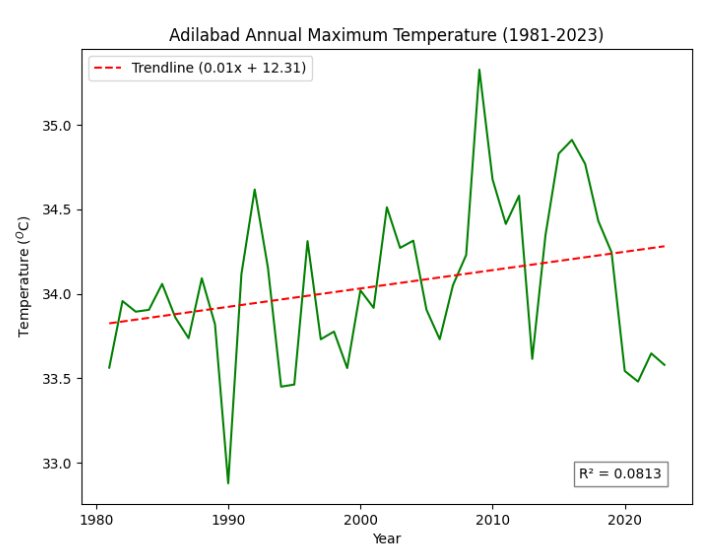 Adilabad Annual Maximum Temperature (1981-2023)
Trendline (0.01x + 12.31)
35.0
34.5
34.0
33.5
33.0
Temperature (°C)
R² = 0.0813
1980
1990
2000
2010
2020
Year